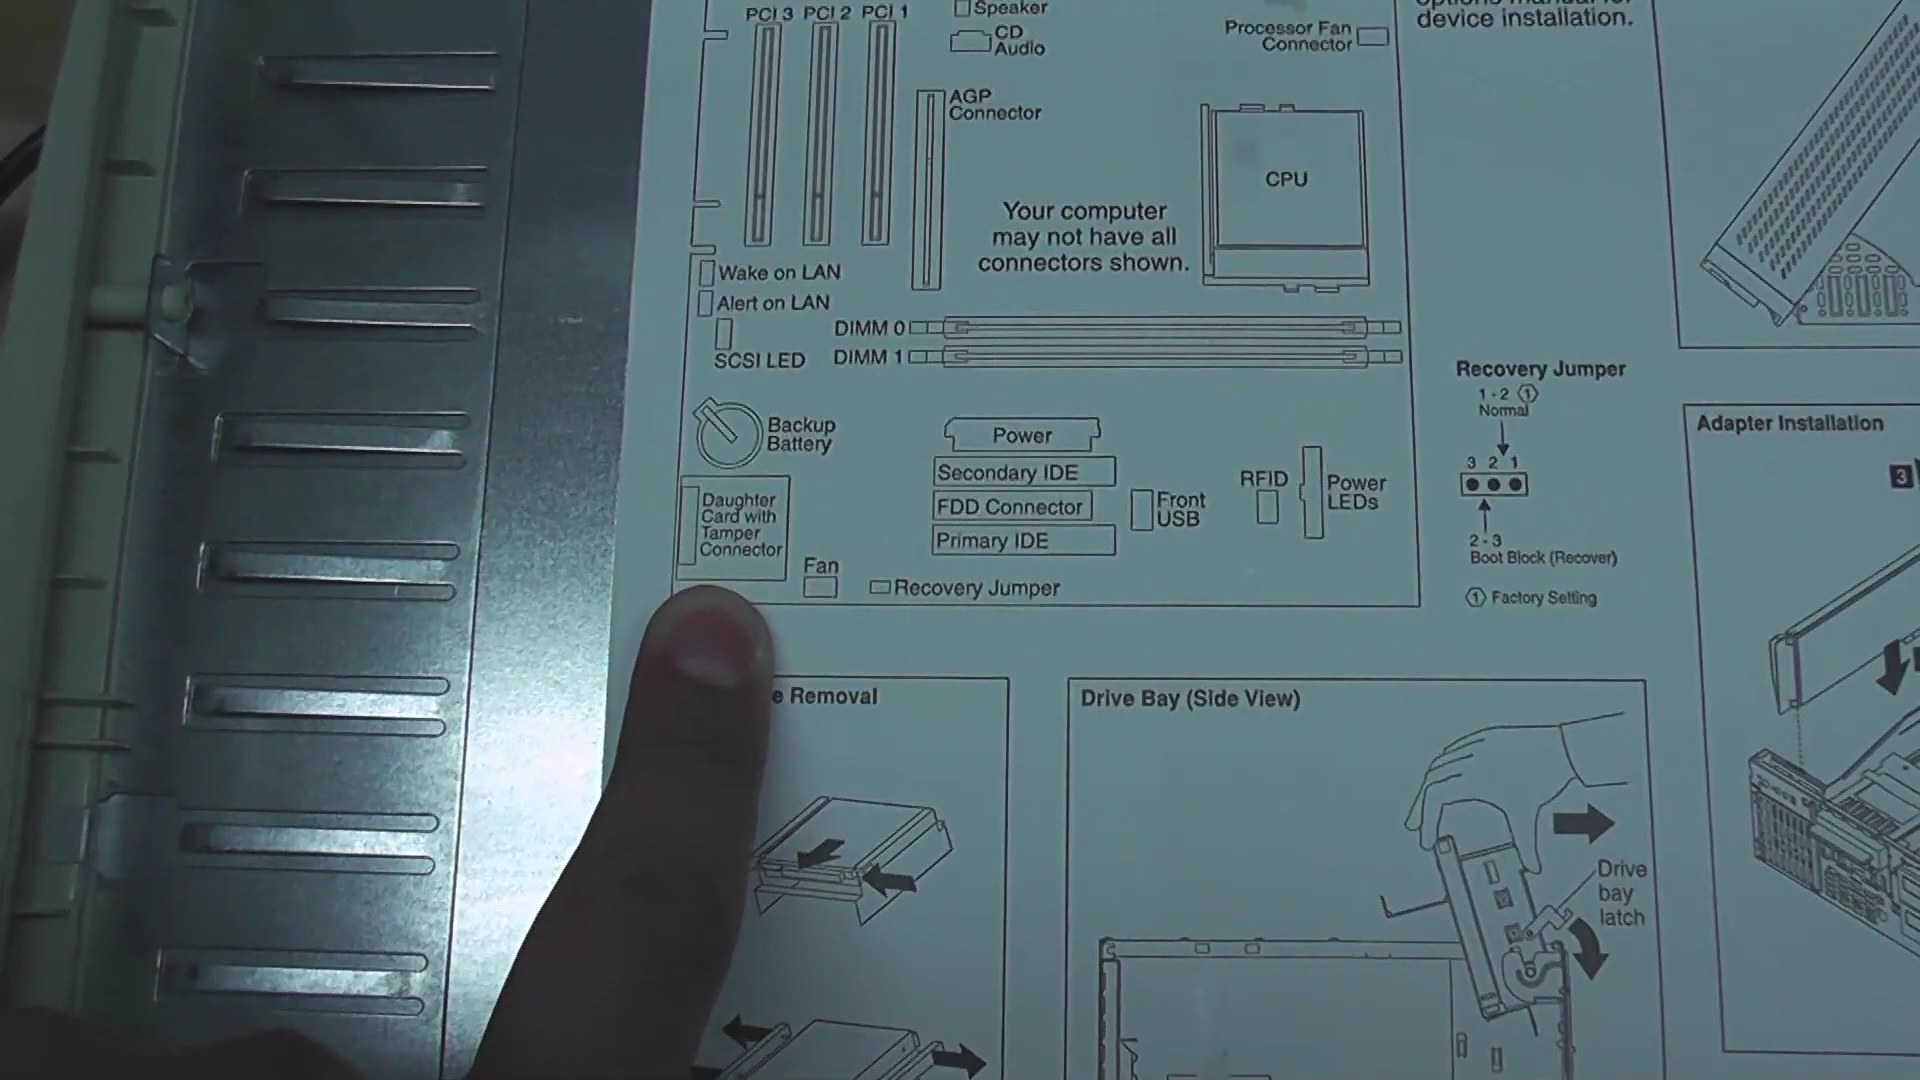 PCI 3 PCI 2 PCI 1
Speaker
CD
Audio
Processor Fan
Connector
device installation.
AGP
Connector
CPU
Your computer
may not have all
connectors shown.
Wake on LAN
Alert on LAN
SCSI LED
DIMM 0
DIMM 1
Backup
Battery
Power
Secondary IDE
FDD Connector
Primary IDE
Front
USB
RFID
Power
LEDs
Daughter
Card with
Tamper
Connector
Fan
Recovery Jumper
Recovery Jumper
1 - 2 1
Normal
3 2 1
2 - 3
Boot Block (Recover)
1 Factory Setting
Adapter Installation
3
e Removal
Drive Bay (Side View)
Drive
bay
latch